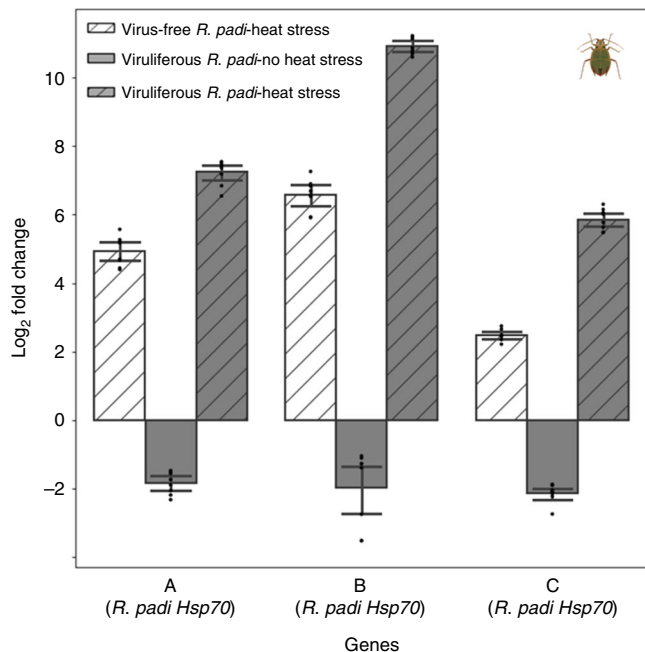 Virus-free R. padi-heat stress
Viruliferous R. padi-no heat stress
Viruliferous R. padi-heat stress
Log₂ fold change
10
8
6
4
2
0
−2
A B C
(R. padi Hsp70) (R. padi Hsp70) (R. padi Hsp70)
Genes